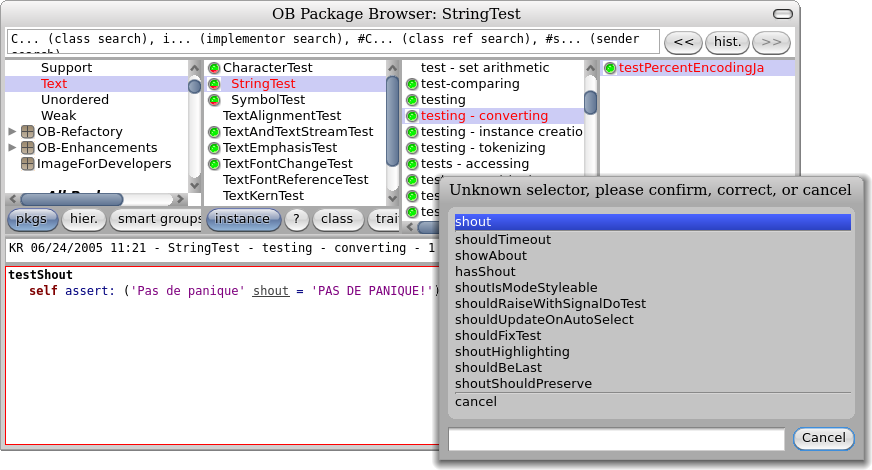 OB Package Browser: StringTest
C... (class search), i... (implementor search), #C... (class ref search), #s... (sender
search)
<<
hist.
>>
Support
Text
Unordered
Weak
OB-Refactory
OB-Enhancements
ImageForDevelopers
CharacterTest
StringTest
SymbolTest
TextAlignmentTest
TextAndTextStreamTest
TextEmphasisTest
TextFontChangeTest
TextFontReferenceTest
TextKernTest
test - set arithmetic
test-comparing
testing
testing - converting
testing - instance creatio
testing - tokenizing
tests - accessing
tes
tes
tes
testPercentEncodingJa
pkgs
hier.
smart groups
instance
?
class
trai
KR 06/24/2005 11:21 - StringTest - testing - converting - 1
testShout
self assert: ('Pas de panique' shout = 'PAS DE PANIQUE!')
Unknown selector, please confirm, correct, or cancel
shout
shouldTimeout
showAbout
hasShout
shoutIsModeStyleable
shouldRaiseWithSignalDoTest
shouldUpdateOnAutoSelect
shouldFixTest
shoutHighlighting
shouldBeLast
shoutShouldPreserve
cancel
Cancel